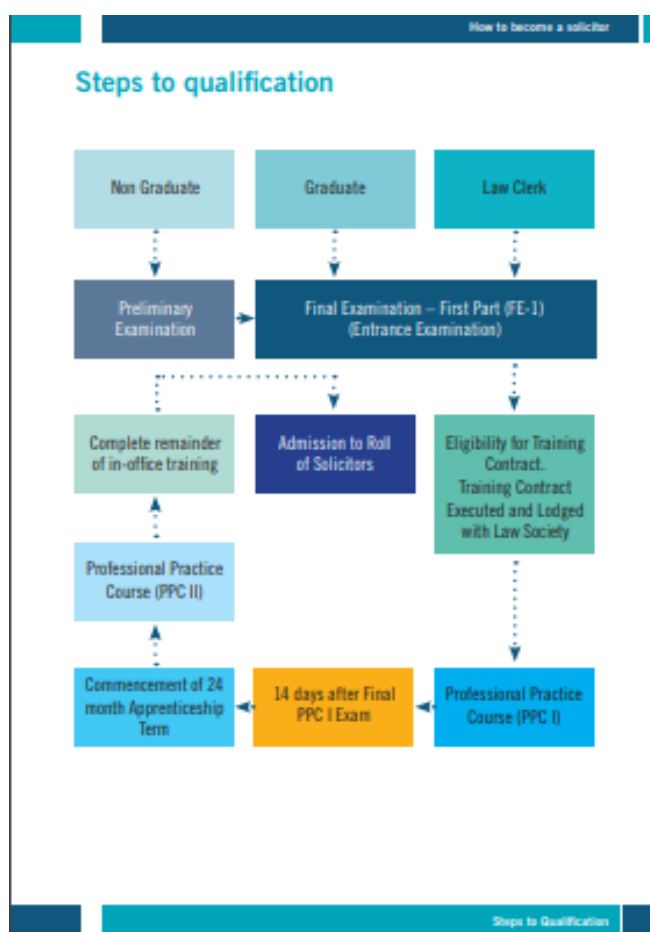 How to become a solicitor
Steps to qualification
Non Graduate
Graduate
Law Clerk
Preliminary
Examination
Final Examination – First Part (FE-1)
(Entrance Examination)
Complete remainder
of in-office training
Admission to Roll
of Solicitors
Eligibility for Training
Contract.
Training Contract
Executed and Lodged
with Law Society
Professional Practice
Course (PPC II)
Commencement of 24
month Apprenticeship
Term
14 days after Final
PPC I Exam
Professional Practice
Course (PPC I)
Steps to Qualification